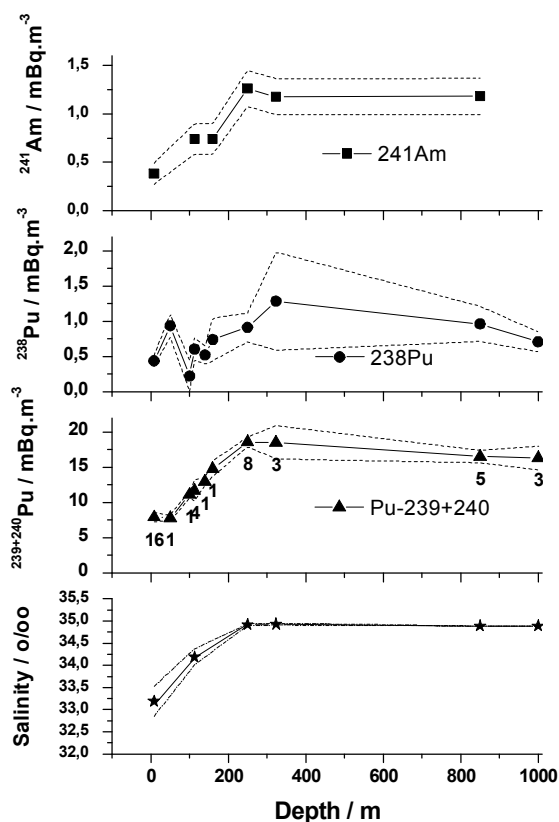 1,5
1,0
0,5
0,0
²⁴¹Am / mBq.m⁻³
241Am
2,0
1,5
1,0
0,5
0,0
²³⁸Pu / mBq.m⁻³
238Pu
20
15
10
5
0
²³⁹⁺²⁴⁰Pu / mBq.m⁻³
16 1 1 4 1 1 8 3 5 3
Pu-239+240
35,5
35,0
34,5
34,0
33,5
33,0
32,5
32,0
Salinity / o/oo
0 200 400 600 800 1000
Depth / m